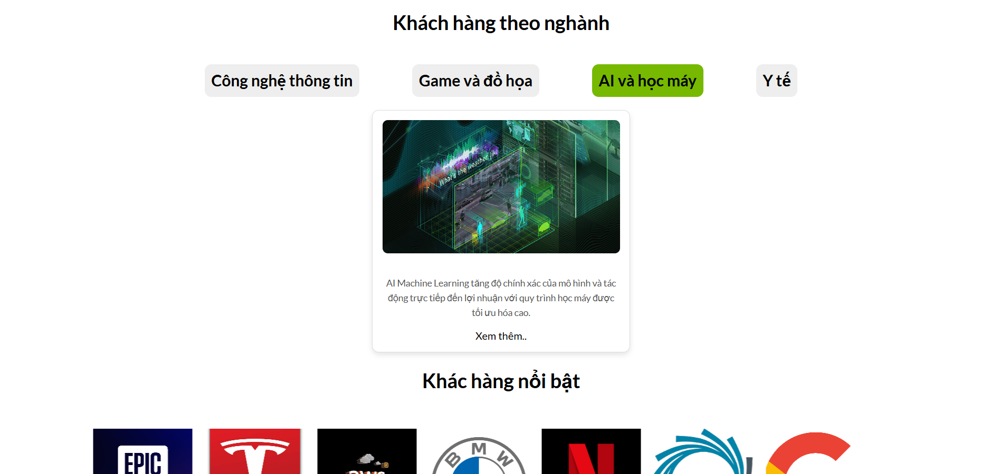 Khách hàng theo nghành
Công nghệ thông tin
Game và đồ họa
AI và học máy
Y tế
What's the weather like
AI Machine Learning tăng độ chính xác của mô hình và tác
động trực tiếp đến lợi nhuận với quy trình học máy được
tối ưu hóa cao.
Xem thêm..
Khác hàng nổi bật
EPIC
BMW